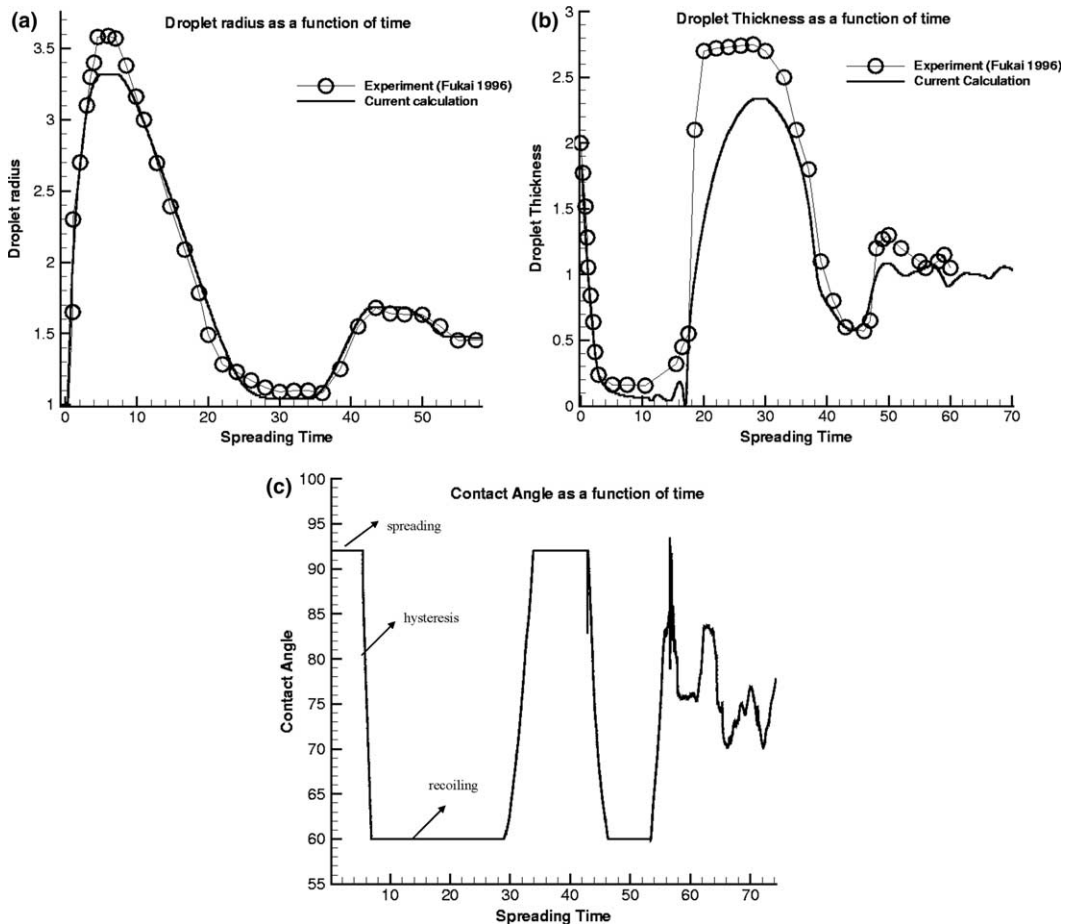 (a)
Droplet radius as a function of time
3.5
3
2.5
2
1.5
1
Droplet radius
Experiment (Fukai 1996)
Current calculation
0 10 20 30 40 50
Spreading Time
(b)
Droplet Thickness as a function of time
3
2.5
2
1.5
1
0.5
0
Droplet Thickness
Experiment (Fukai 1996)
Current calculation
0 10 20 30 40 50 60 70
Spreading Time
(c)
Contact Angle as a function of time
100
95
90
85
80
75
70
65
60
55
Contact Angle
spreading
hysteresis
recoiling
10 20 30 40 50 60 70
Spreading Time